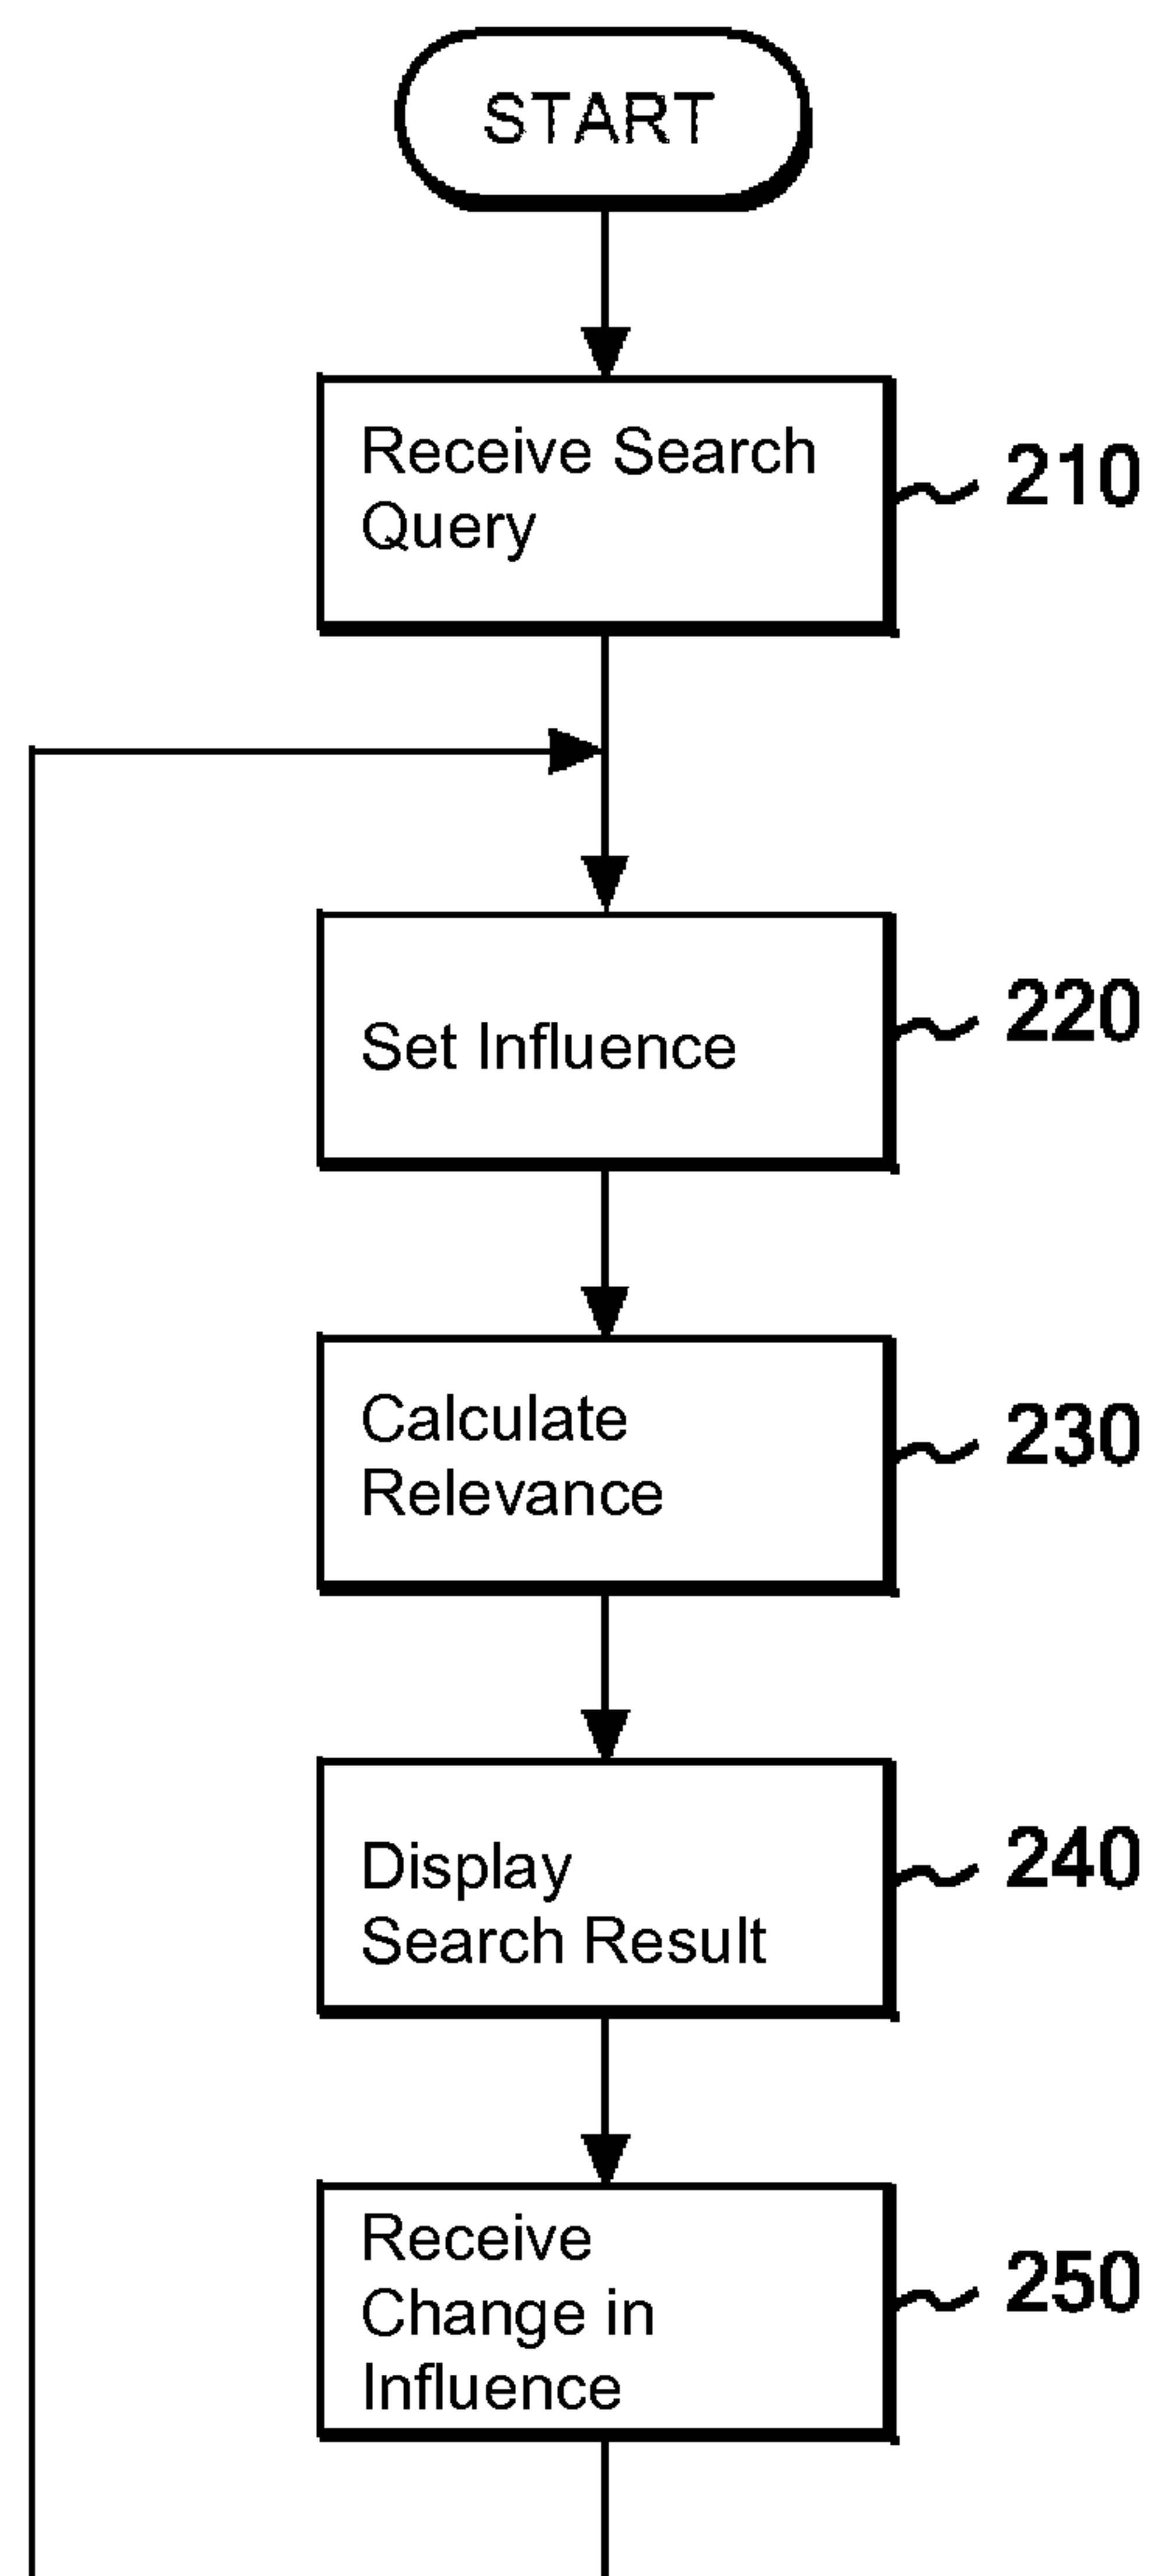 START
Receive Search
Query
210
Set Influence
220
Calculate
Relevance
230
Display
Search Result
240
Receive
Change in
Influence
250